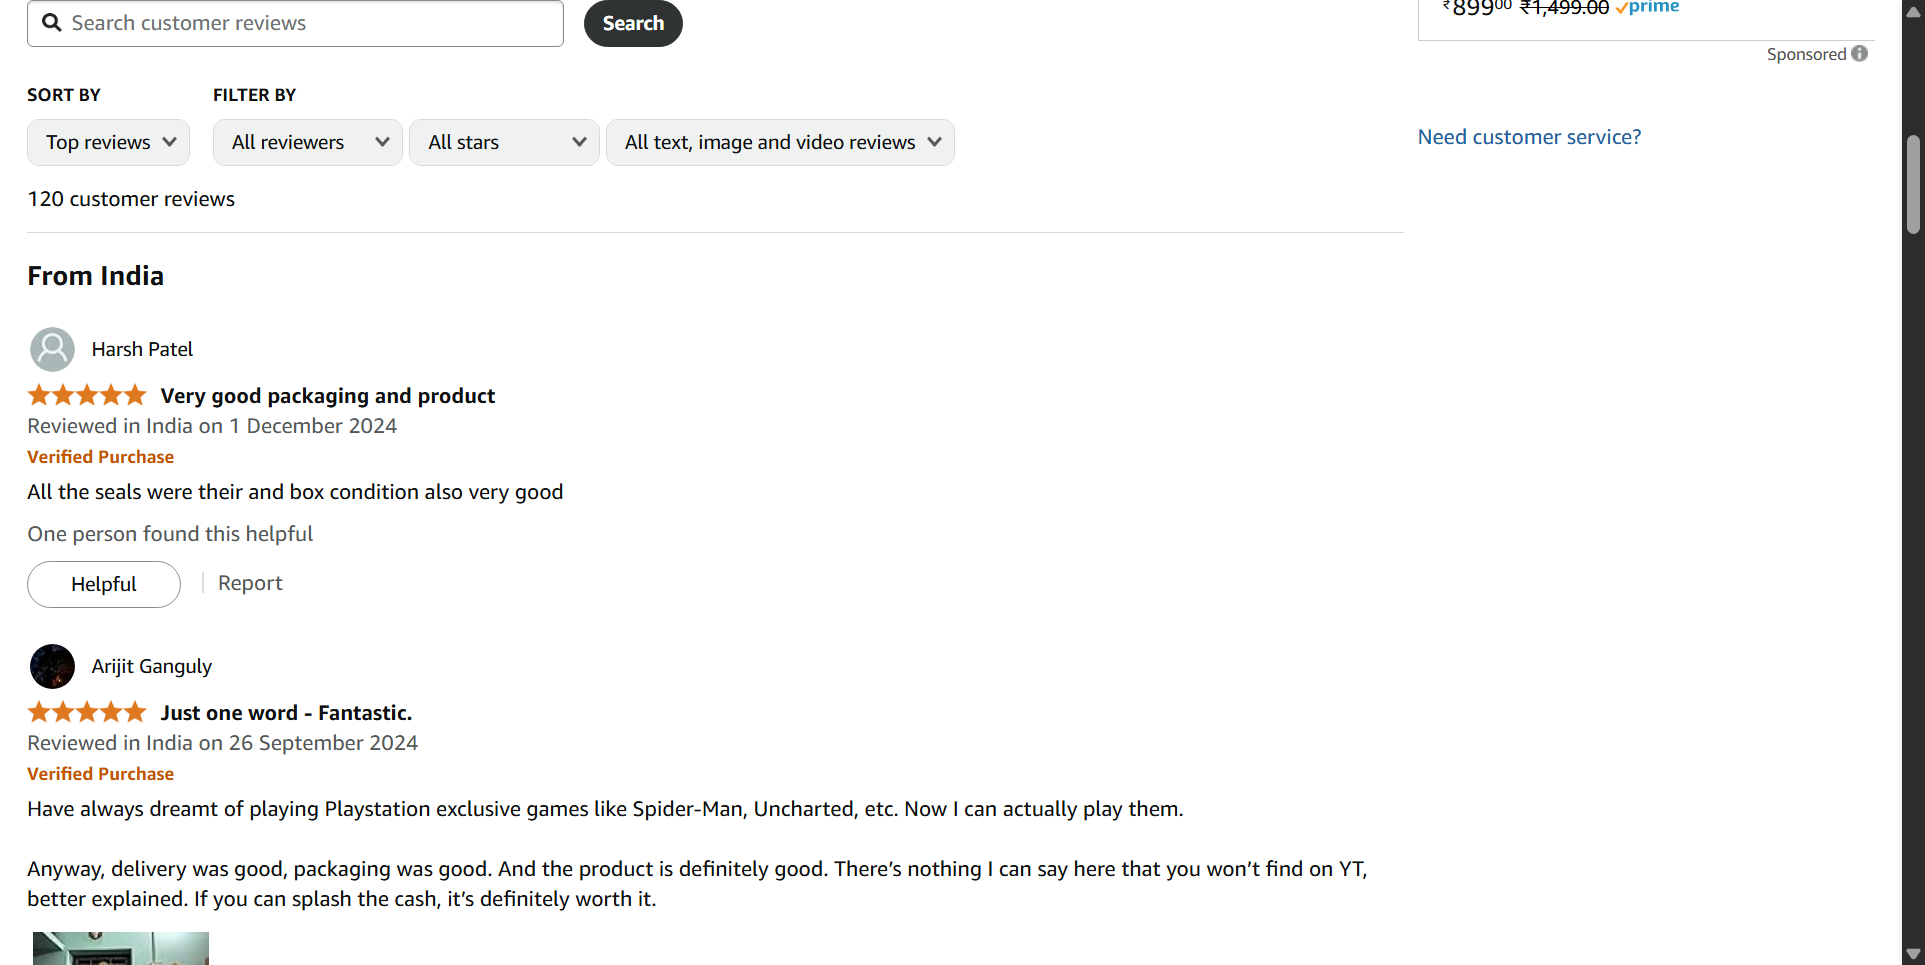 Search customer reviews
Search
₹89900 ₹1,499.00 prime
Sponsored
SORT BY
FILTER BY
Top reviews
All reviewers
All stars
All text, image and video reviews
Need customer service?
120 customer reviews
From India
Harsh Patel
Very good packaging and product
Reviewed in India on 1 December 2024
Verified Purchase
All the seals were their and box condition also very good
One person found this helpful
Helpful
Report
Arijit Ganguly
Just one word - Fantastic.
Reviewed in India on 26 September 2024
Verified Purchase
Have always dreamt of playing Playstation exclusive games like Spider-Man, Uncharted, etc. Now I can actually play them.
Anyway, delivery was good, packaging was good. And the product is definitely good. There’s nothing I can say here that you won’t find on YT,
better explained. If you can splash the cash, it’s definitely worth it.